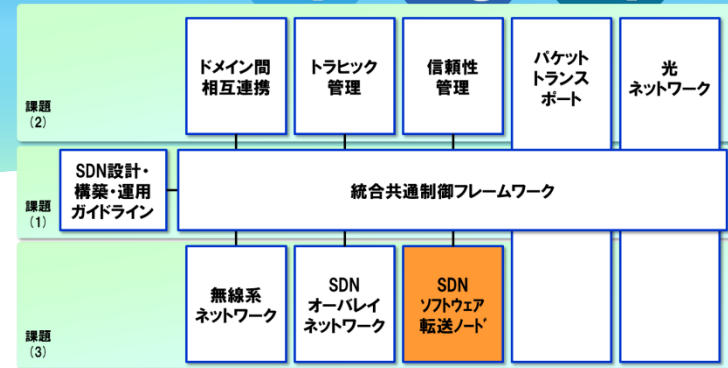 課題
(2)
ドメイン間
相互連携
トラヒック
管理
信頼性
管理
パケット
トランス
ポート
光
ネットワーク
課題
(1)
SDN設計・
構築・運用
ガイドライン
統合共通制御フレームワーク
課題
(3)
無線系
ネットワーク
SDN
オーバレイ
ネットワーク
SDN
ソフトウェア
転送ノード